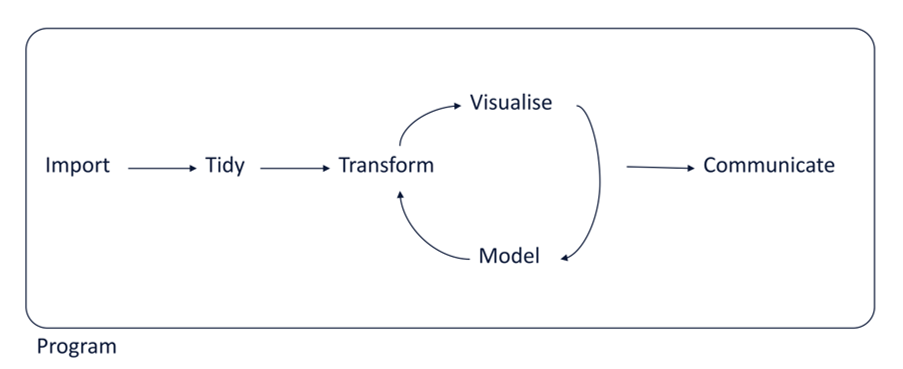 Visualise
Import Tidy Transform Communicate
Model
Program